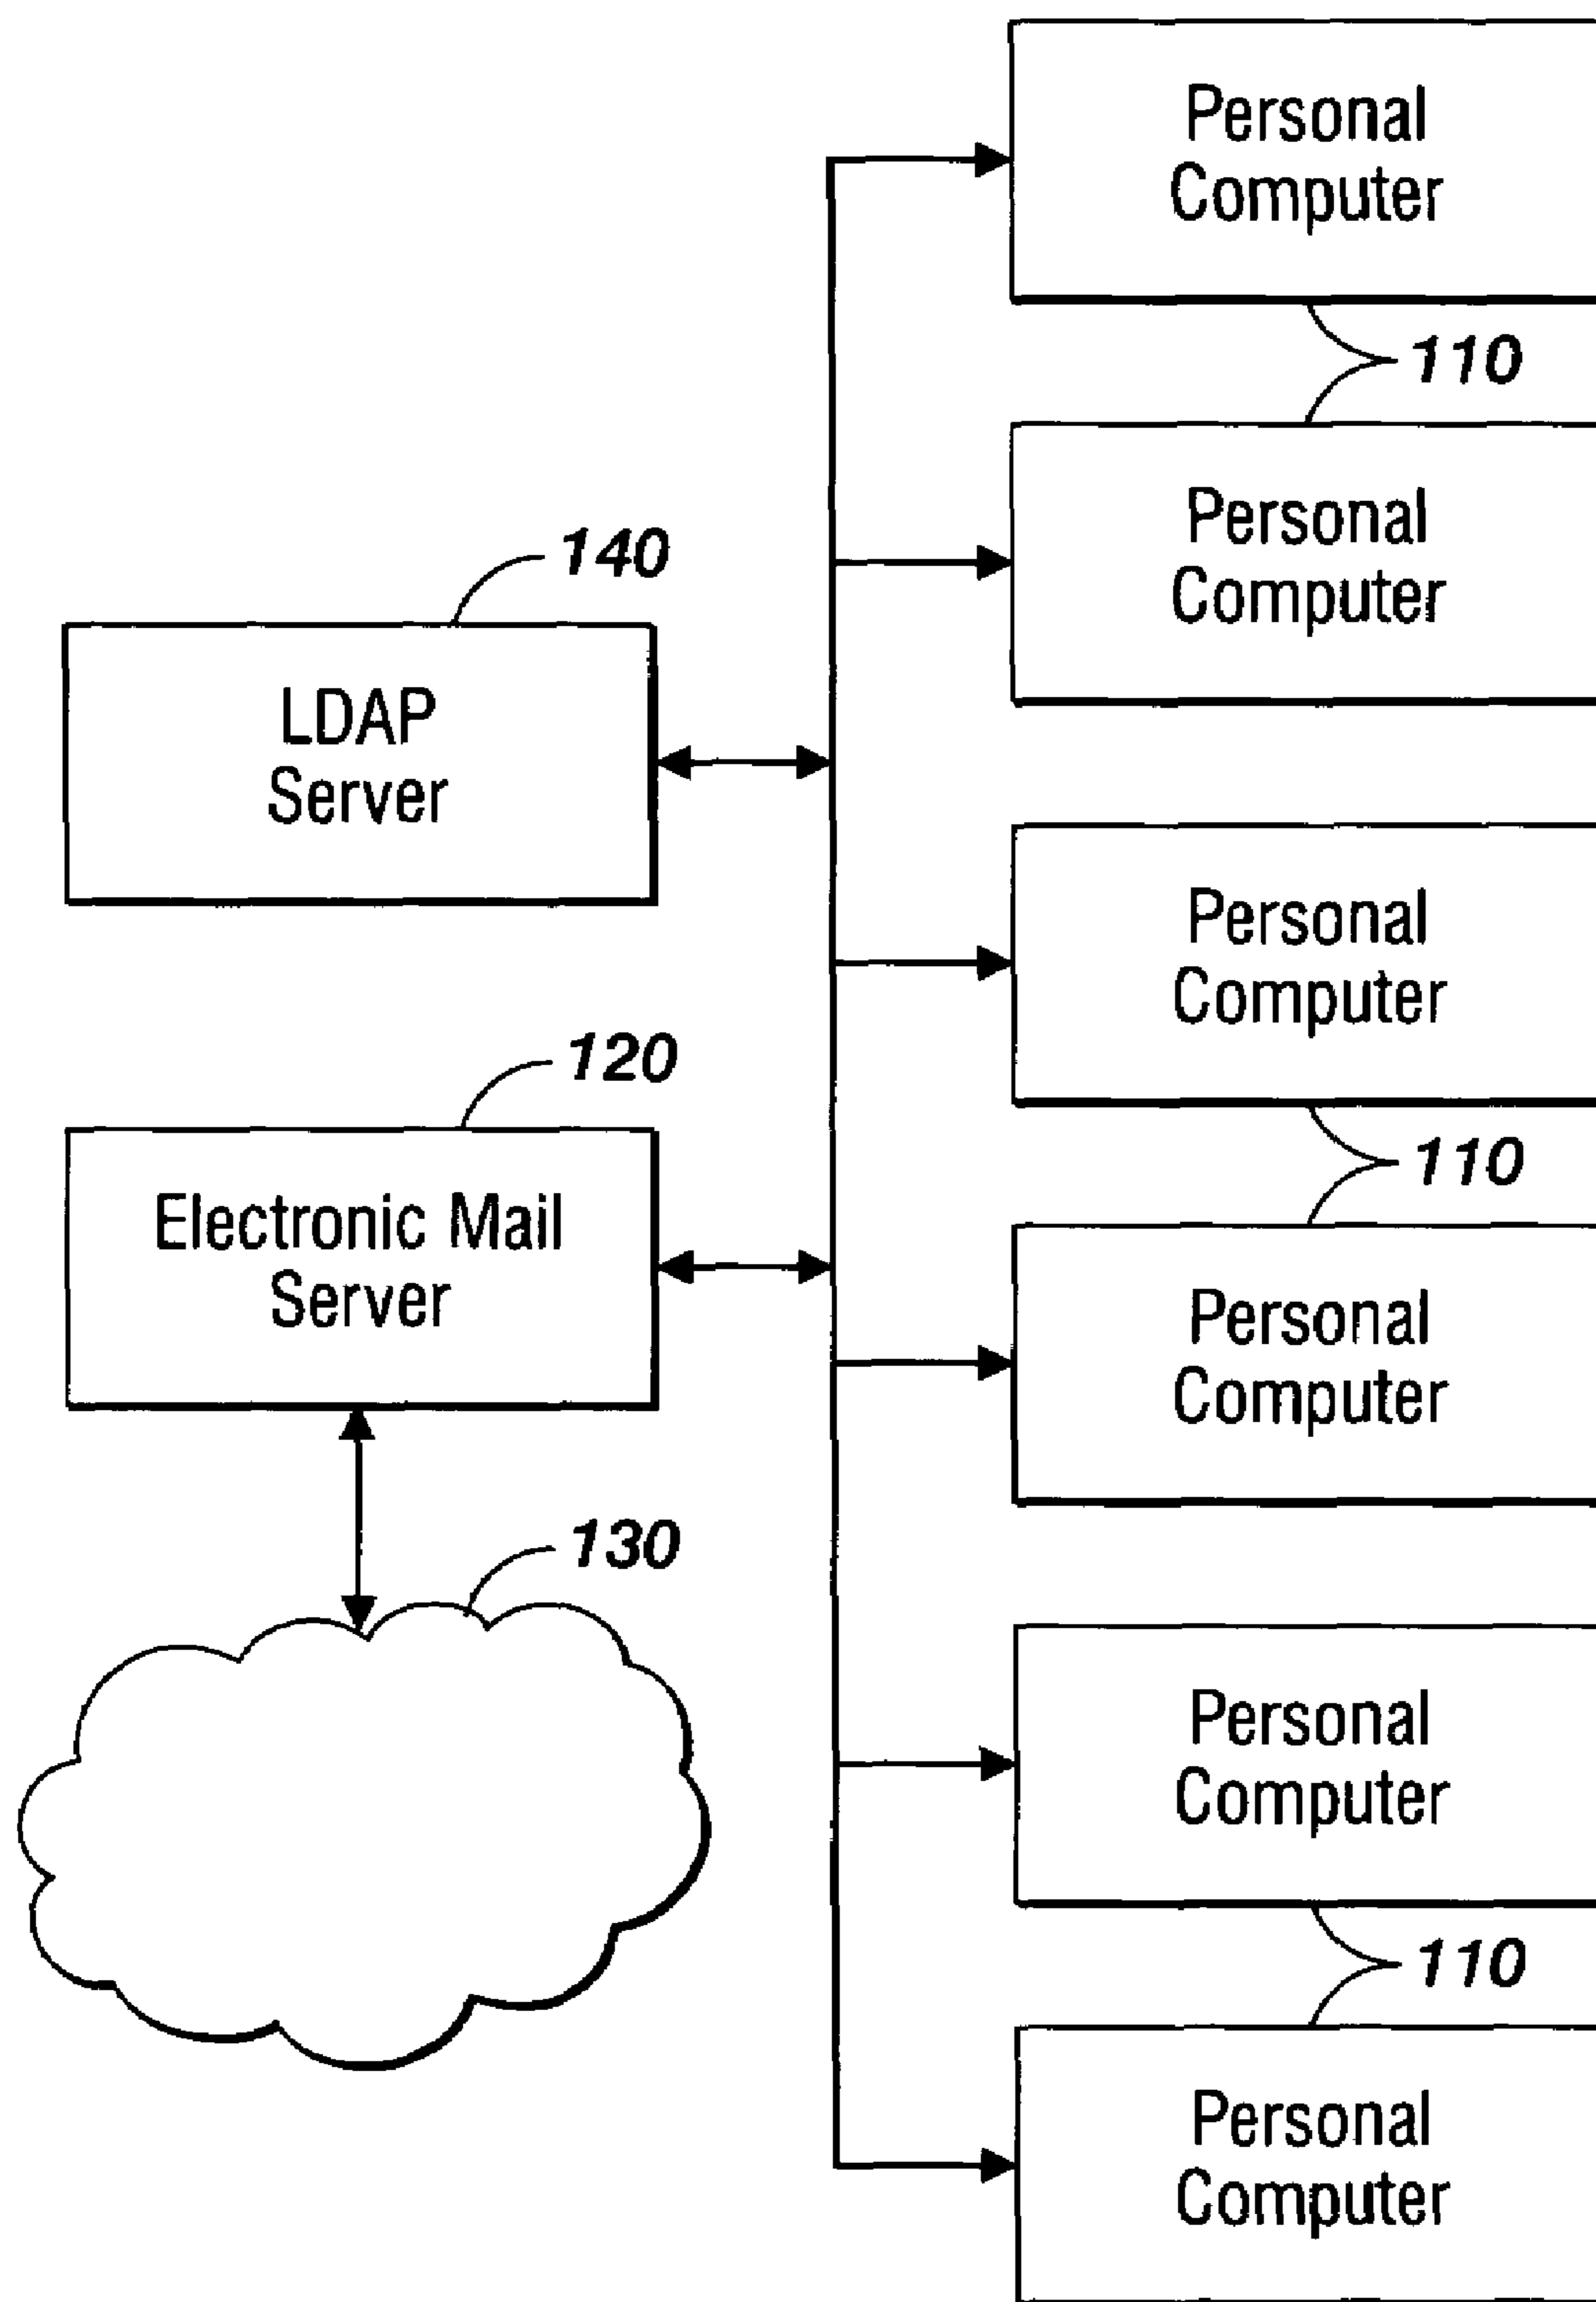 Personal
Computer
110
Personal
Computer
140
LDAP
Server
Personal
Computer
120
110
Electronic Mail
Server
Personal
Computer
130
Personal
Computer
110
Personal
Computer